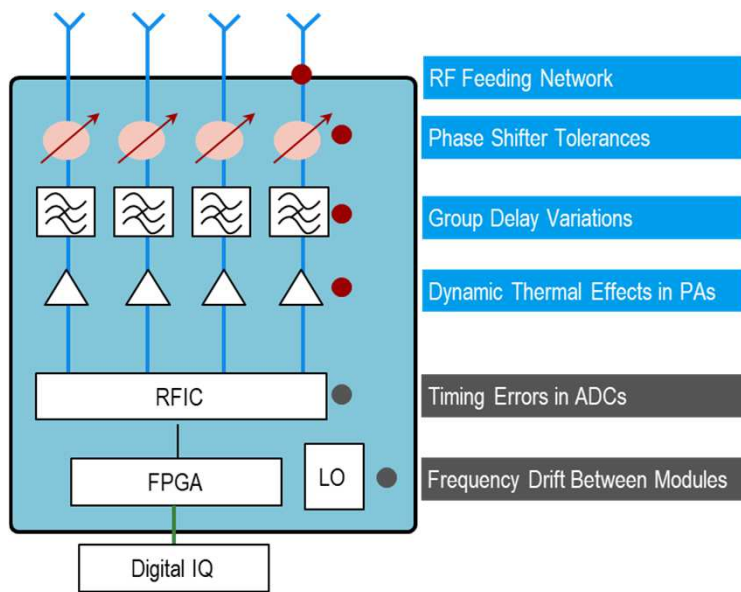 RF Feeding Network
Phase Shifter Tolerances
Group Delay Variations
Dynamic Thermal Effects in PAs
RFIC
Timing Errors in ADCs
FPGA
LO
Frequency Drift Between Modules
Digital IQ